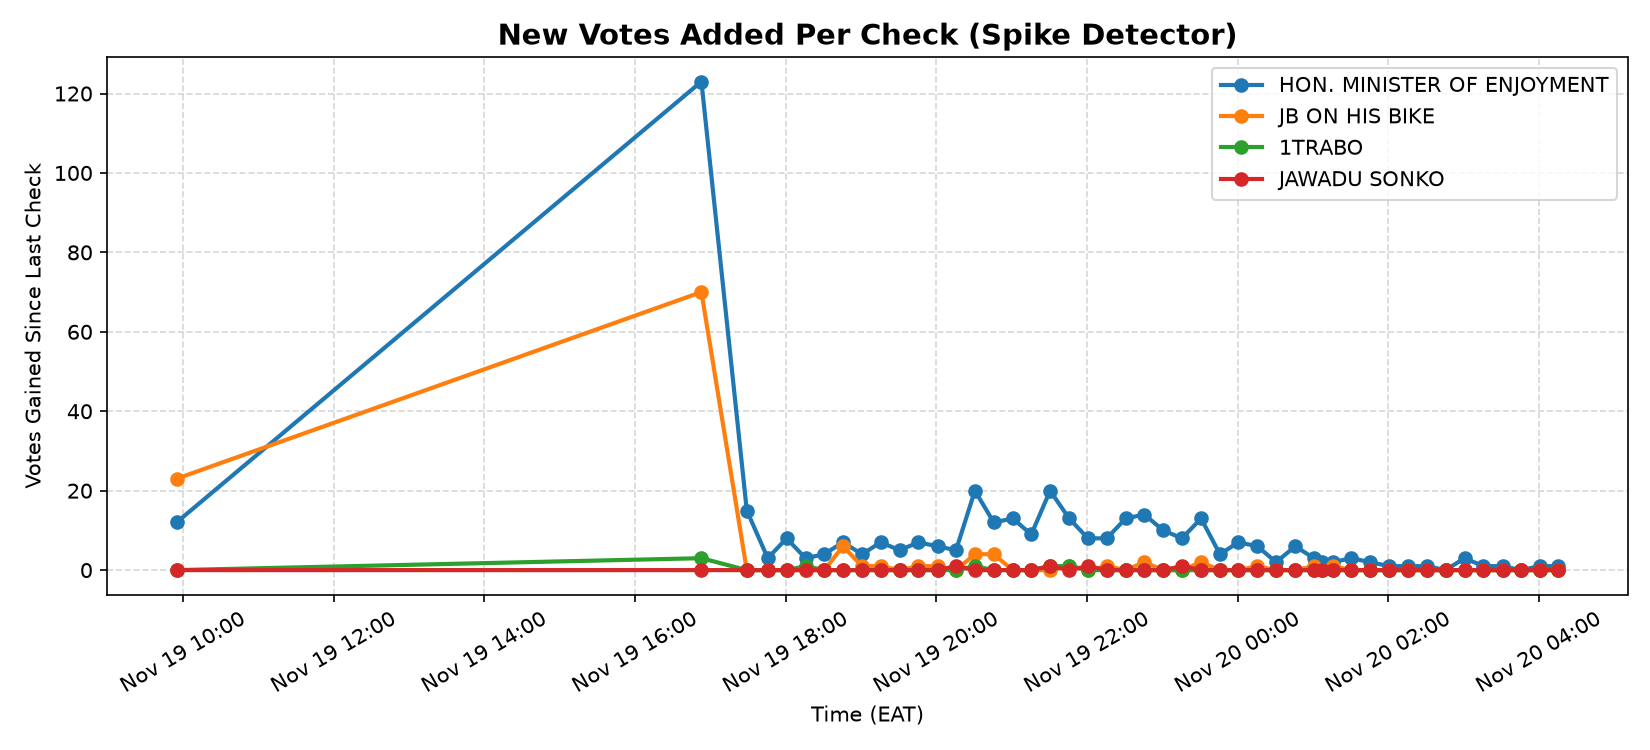 New Votes Added Per Check (Spike Detector)
HON. MINISTER OF ENJOYMENT
JB ON HIS BIKE
1TRABO
JAWADU SONKO
Votes Gained Since Last Check
120
100
80
60
40
20
0
Nov 19 10:00
Nov 19 12:00
Nov 19 14:00
Nov 19 16:00
Nov 19 18:00
Nov 19 20:00
Nov 19 22:00
Nov 20 00:00
Nov 20 02:00
Nov 20 04:00
Time (EAT)